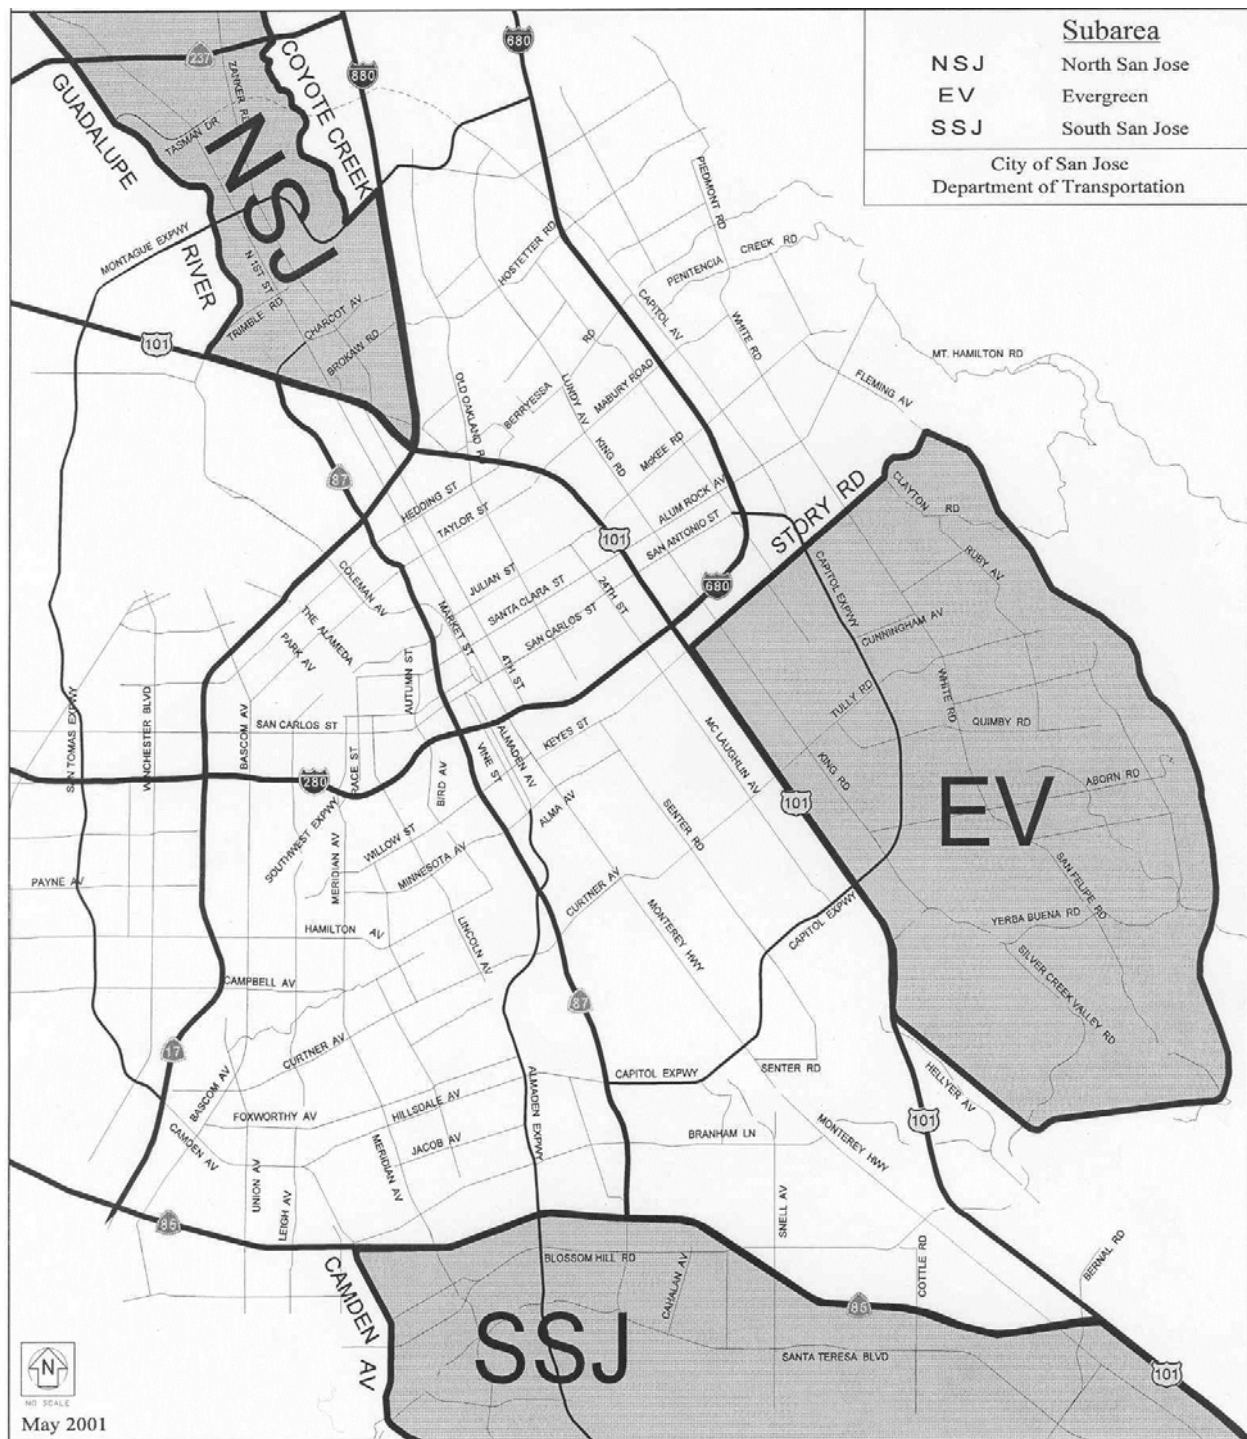 Subarea
NSJ North San Jose
EV Evergreen
SSJ South San Jose
City of San Jose
Department of Transportation
237
ZANKER RD
COYOTE CREEK
880
680
GUADALUPE
RIVER
TASMAN DR
NSJ
MONTAGUE EXPWY
N 1ST ST
TRIMBLE RD
CHARCOT AV
BROKAW RD
101
HOSTETTER RD
PIEDMONT RD
PENITENCIA CREEK RD
CAPITOL AV
WHITE RD
MT. HAMILTON RD
FLEMING AV
OLD OAKLAND R
BERRYESSA RD
LUNDY AV
MABURY ROAD
KING RD
McKEE RD
ALUM ROCK AV
SAN ANTONIO ST
STORY RD
CLAYTON RD
RUBY AV
87
HEDDING ST
TAYLOR ST
101
680
COLEMAN AV
JULIAN ST
SANTA CLARA ST
SAN CARLOS ST
24TH ST
CAPITOL EXPWY
CUNNINGHAM AV
THE ALAMEDA
PARK AV
MARKET ST
4TH ST
AUTUMN ST
TULLY RD
WHITE RD
QUIMBY RD
SAN TOMAS EXPWY
WINCHESTER BLVD
BASCOM AV
SAN CARLOS ST
RACE ST
VINE ST
ALMADEN AV
KEYES ST
MC LAUGHLIN AV
KING RD
ABORN RD
280
BIRD AV
ALMA AV
SENTER RD
101
EV
SOUTHWEST EXPWY
MERIDIAN AV
WILLOW ST
MINNESOTA AV
PAYNE AV
CURTNER AV
SAN FELIPE RD
HAMILTON AV
LINCOLN AV
MONTEREY HWY
CAPITOL EXPWY
YERBA BUENA RD
SILVER CREEK VALLEY RD
CAMPBELL AV
87
17
CURTNER AV
BASCOM AV
CAPITOL EXPWY
SENTER RD
HELLYER AV
FOXWORTHY AV
HILLSDALE AV
ALMADEN EXPWY
101
CAMDEN AV
JACOB AV
MERIDIAN AV
BRANHAM LN
MONTEREY HWY
UNION AV
LEIGH AV
SNELL AV
85
BLOSSOM HILL RD
CAHALAN AV
COTTLE RD
BERNAL RD
CAMDEN AV
85
SSJ
SANTA TERESA BLVD
101
N
NO SCALE
May 2001